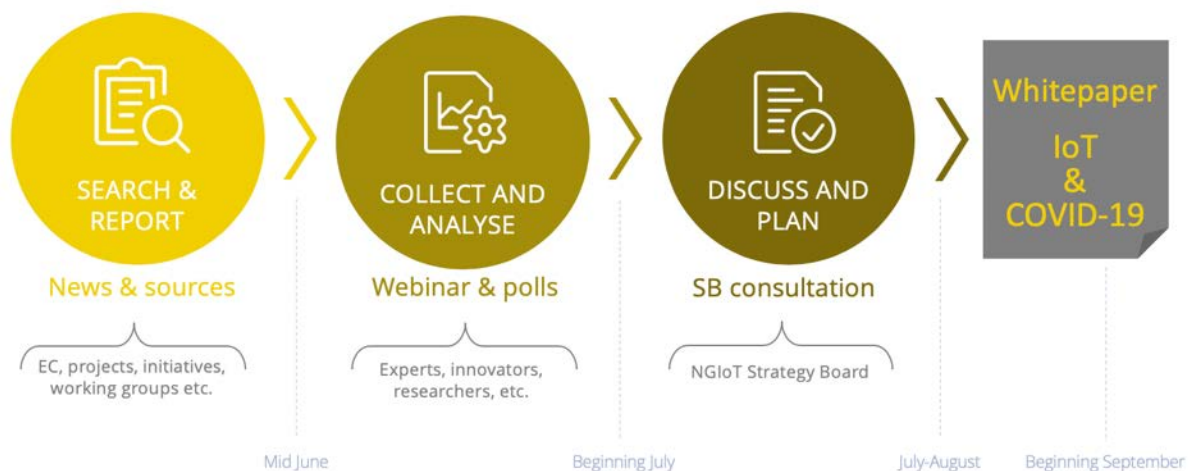 SEARCH &
REPORT
News & sources
EC, projects, initiatives,
working groups etc.
COLLECT AND
ANALYSE
Webinar & polls
Experts, innovators,
researchers, etc.
DISCUSS AND
PLAN
SB consultation
NGIoT Strategy Board
Whitepaper
IoT
&
COVID-19
Mid June
Beginning July
July-August
Beginning September